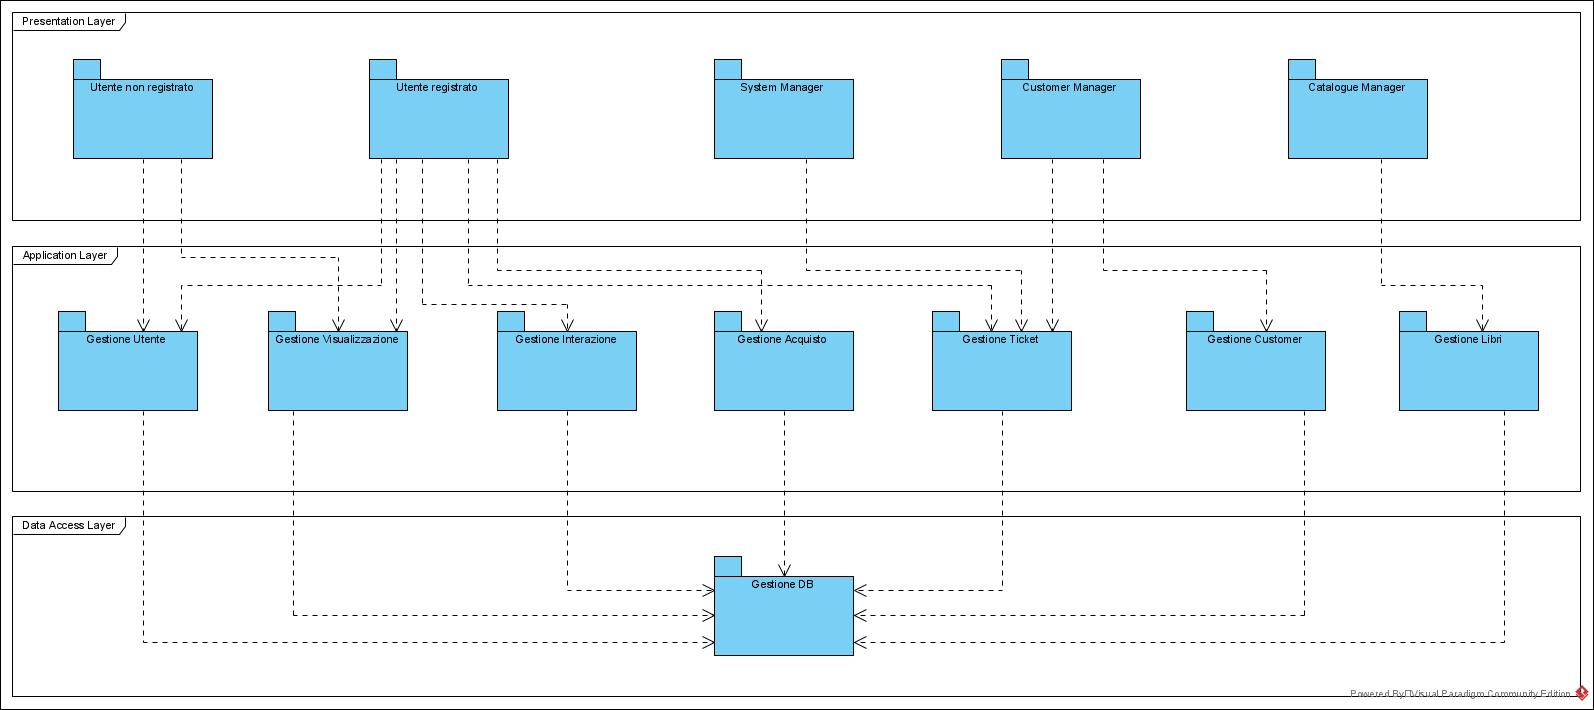 Presentation Layer
Utente non registrato
Utente registrato
System Manager
Customer Manager
Catalogue Manager
Application Layer
Gestione Utente
Gestione Visualizzazione
Gestione Interazione
Gestione Acquisto
Gestione Ticket
Gestione Customer
Gestione Libri
Data Access Layer
Gestione DB
Powered By Visual Paradigm Community Edition